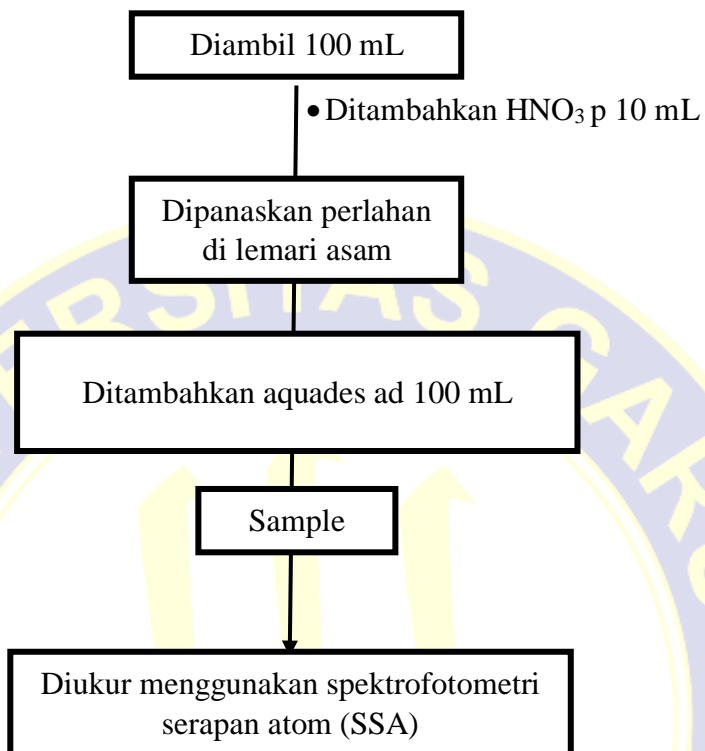 Diambil 100 mL
• Ditambahkan HNO₃ p 10 mL
Dipanaskan perlahan
di lemari asam
Ditambahkan aquades ad 100 mL
Sample
Diukur menggunakan spektrofotometri
serapan atom (SSA)